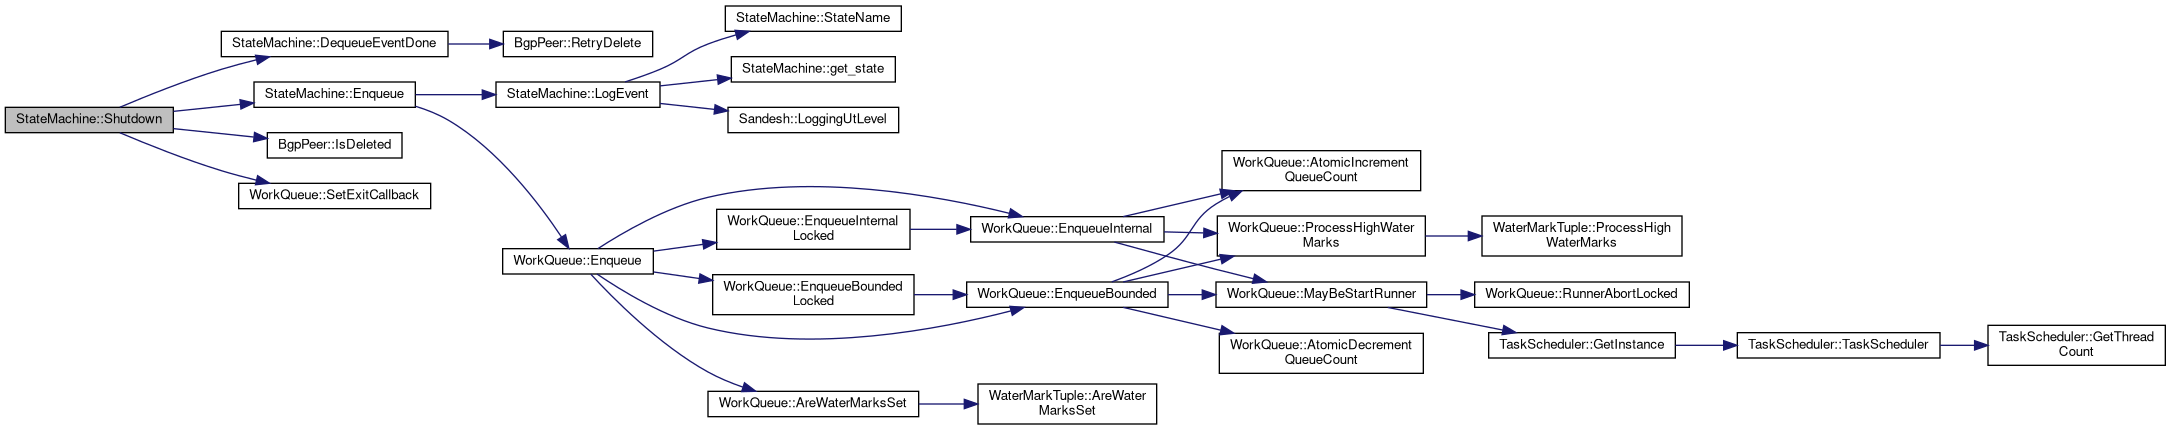 StateMachine::StateName
StateMachine::DequeueEventDone
BgpPeer::RetryDelete
StateMachine::get_state
StateMachine::Enqueue
StateMachine::LogEvent
StateMachine::Shutdown
Sandesh::LoggingUtLevel
BgpPeer::IsDeleted
WorkQueue::SetExitCallback
WorkQueue::AtomicIncrement
QueueCount
WorkQueue::EnqueueInternal
Locked
WorkQueue::EnqueueInternal
WorkQueue::ProcessHighWater
Marks
WaterMarkTuple::ProcessHigh
WaterMarks
WorkQueue::Enqueue
WorkQueue::EnqueueBounded
Locked
WorkQueue::EnqueueBounded
WorkQueue::MayBeStartRunner
WorkQueue::RunnerAbortLocked
WorkQueue::AtomicDecrement
QueueCount
TaskScheduler::GetInstance
TaskScheduler::TaskScheduler
TaskScheduler::GetThread
Count
WorkQueue::AreWaterMarksSet
WaterMarkTuple::AreWater
MarksSet